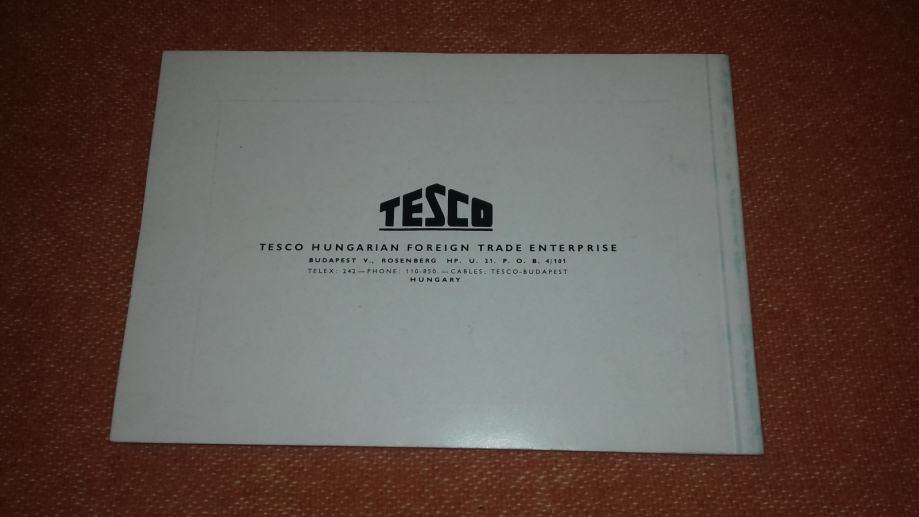 TESCO
TESCO HUNGARIAN FOREIGN TRADE ENTERPRISE
BUDAPEST V., ROSENBERG HP. U. 21. P. O. B. 4/101
TELEX: 242—PHONE: 110-850.—CABLES: TESCO-BUDAPEST
HUNGARY